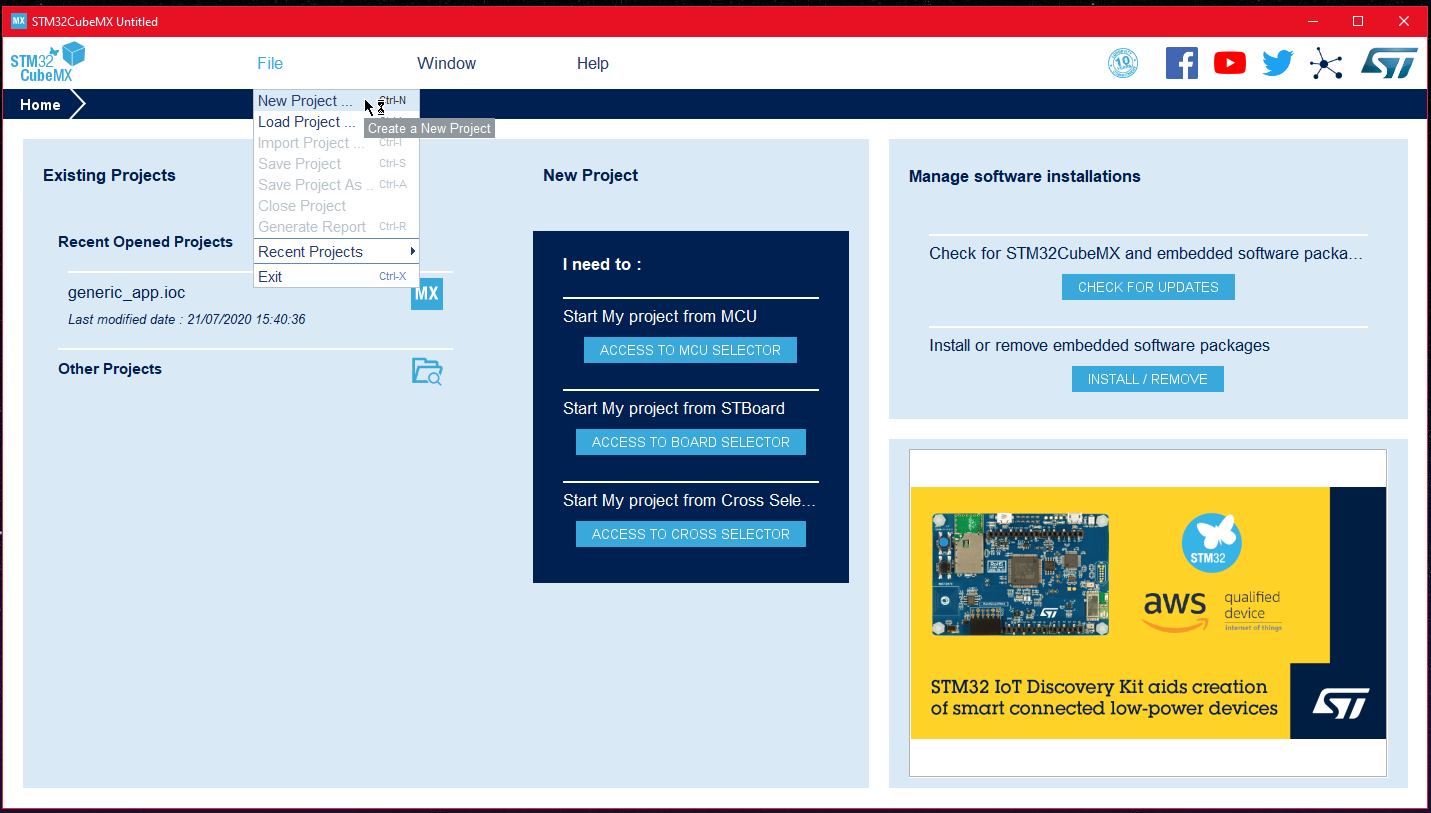 MX STM32CubeMX Untitled
STM32
CubeMX
File
Window
Help
10
Home
New Project ... Ctrl-N
Load Project ...
Create a New Project
Import Project ... Ctrl-I
Save Project Ctrl-S
Save Project As .. Ctrl-A
Close Project
Generate Report Ctrl-R
Recent Projects
Exit Ctrl-X
Existing Projects
Recent Opened Projects
generic_app.ioc
MX
Last modified date : 21/07/2020 15:40:36
Other Projects
New Project
I need to :
Start My project from MCU
ACCESS TO MCU SELECTOR
Start My project from STBoard
ACCESS TO BOARD SELECTOR
Start My project from Cross Sele...
ACCESS TO CROSS SELECTOR
Manage software installations
Check for STM32CubeMX and embedded software packa...
CHECK FOR UPDATES
Install or remove embedded software packages
INSTALL / REMOVE
STM32
aws
qualified
device
Internet of things
STM32 IoT Discovery Kit aids creation
of smart connected low-power devices
ST